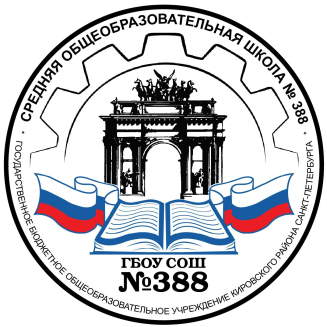 · СРЕДНЯЯ ОБЩЕОБРАЗОВАТЕЛЬНАЯ ШКОЛА № 388 ·
ГБОУ СОШ
№388
ГОСУДАРСТВЕННОЕ БЮДЖЕТНОЕ ОБЩЕОБРАЗОВАТЕЛЬНОЕ УЧРЕЖДЕНИЕ КИРОВСКОГО РАЙОНА САНКТ-ПЕТЕРБУРГА